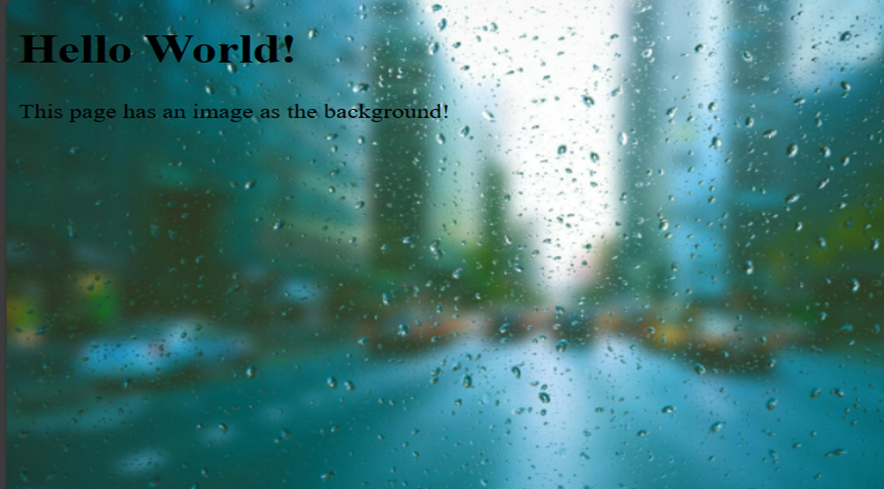 Hello World!
This page has an image as the background!